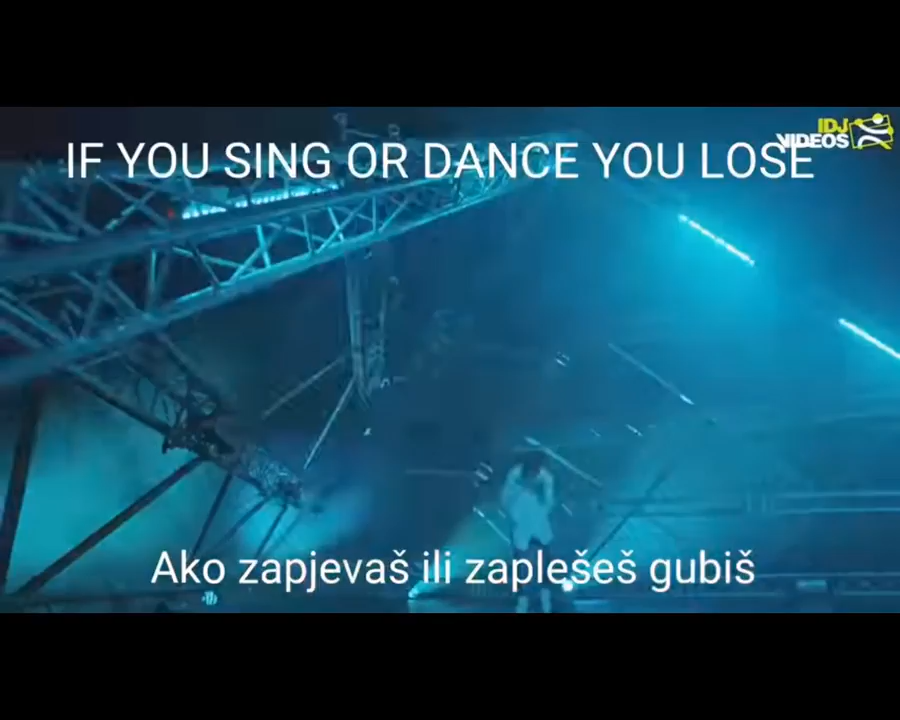 IDJ
VIDEOS
IF YOU SING OR DANCE YOU LOSE
Ako zapjevaš ili zaplešeš gubiš